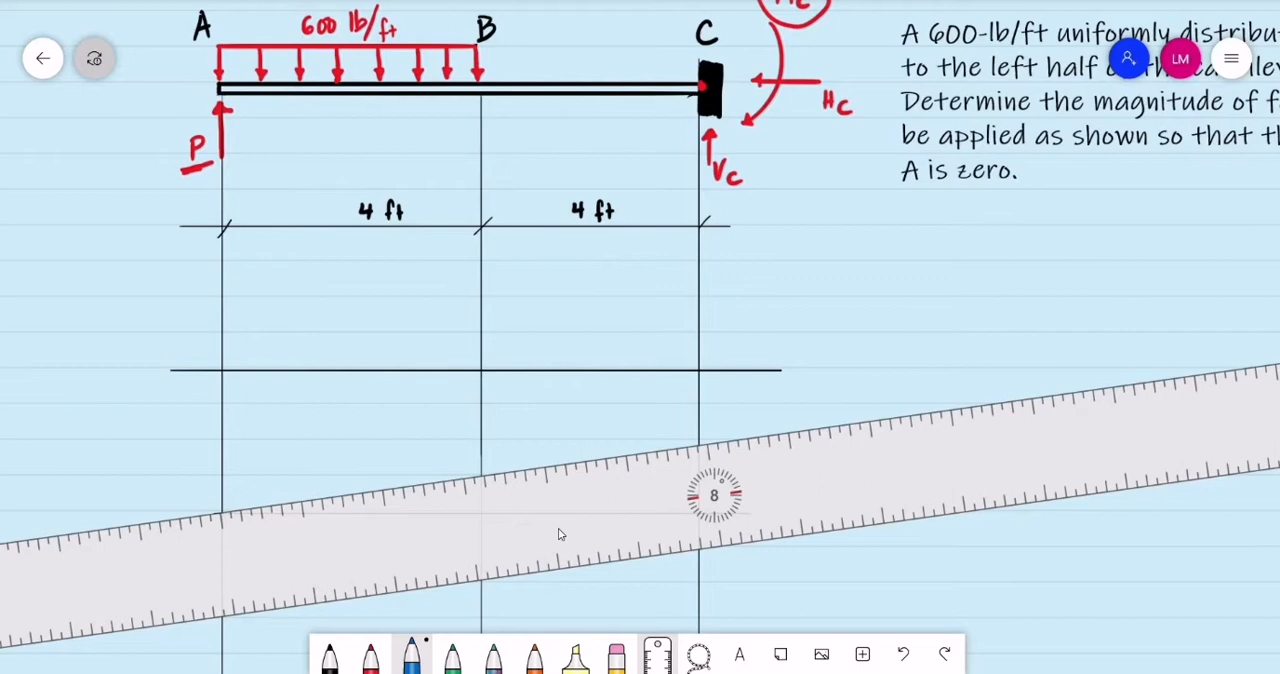 A 600 lb/ft B C
A 600-lb/ft uniformly
to the left half
LM
Determine the magnitude of
HC
be applied as shown so that
P
VC
A is zero.
4 ft 4 ft
8
A